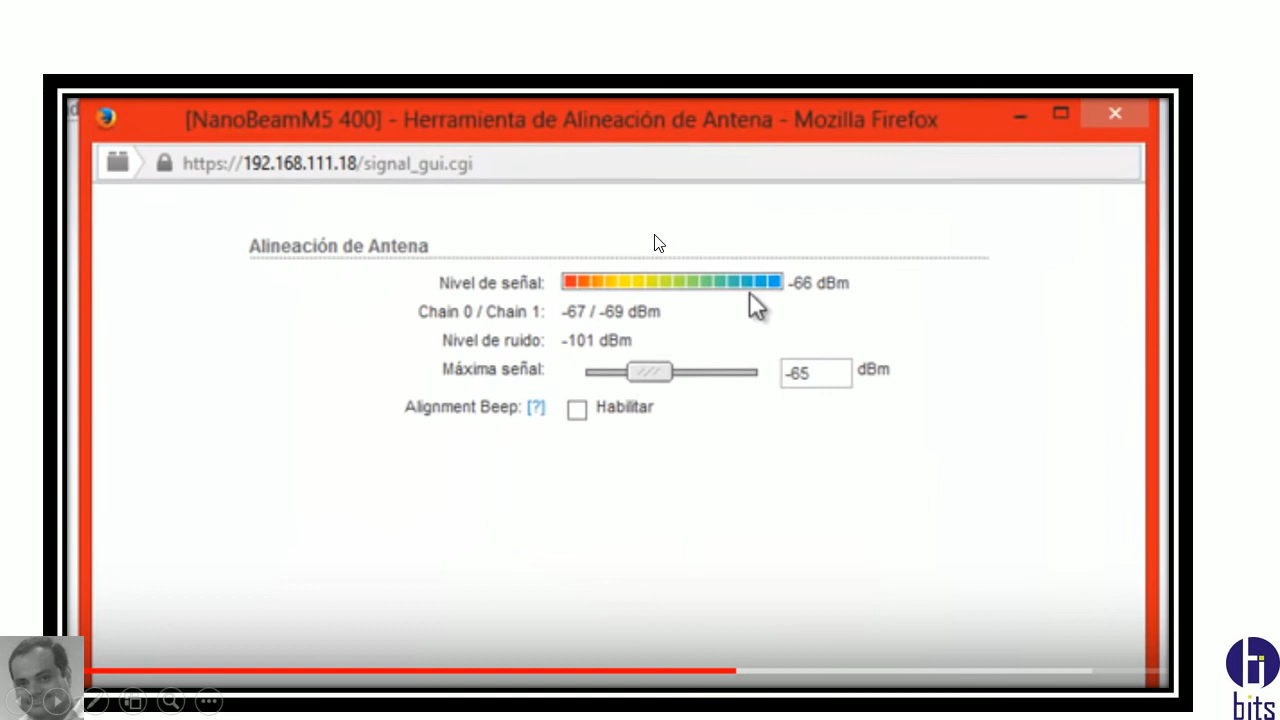 [NanoBeamM5 400] - Herramienta de Alineación de Antena - Mozilla Firefox
https://192.168.111.18/signal_gui.cgi
Alineación de Antena
Nivel de señal: -66 dBm
Chain 0 / Chain 1: -67 / -69 dBm
Nivel de ruido: -101 dBm
Máxima señal: -65 dBm
Alignment Beep: [?] Habilitar
bits